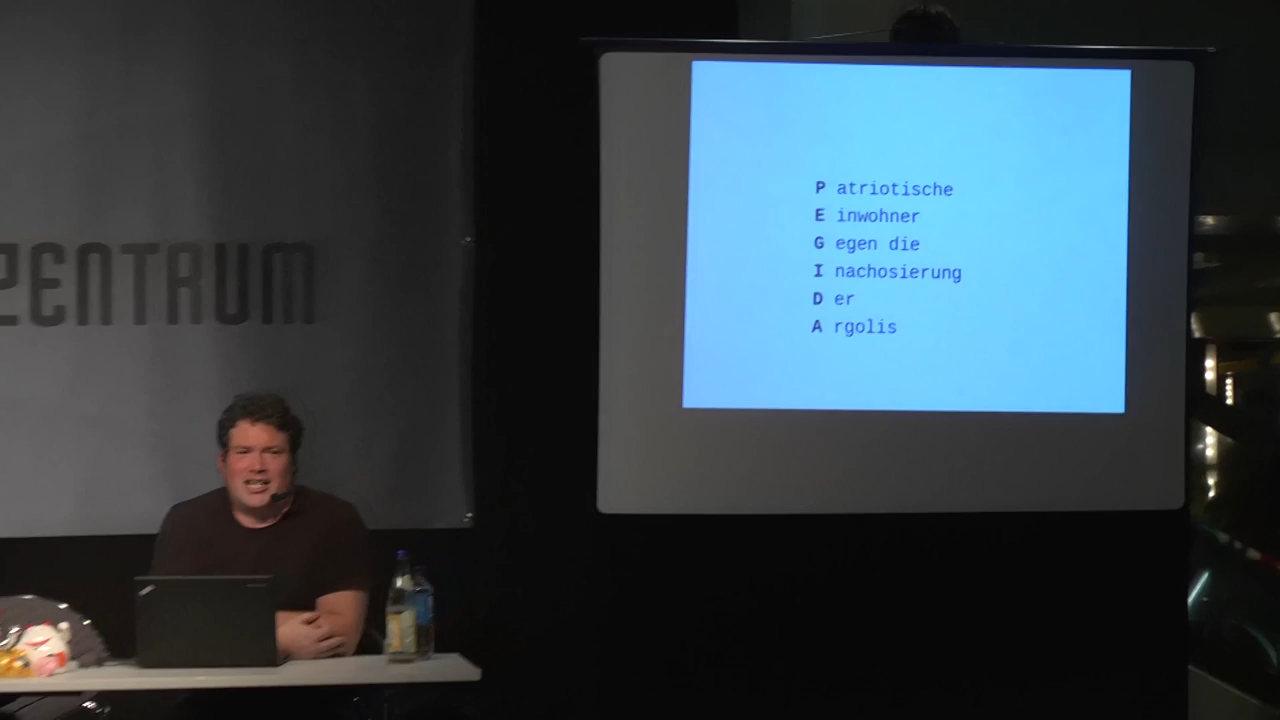 ZENTRUM
P atriotische
E inwohner
G egen die
I nachosierung
D er
A rgolis